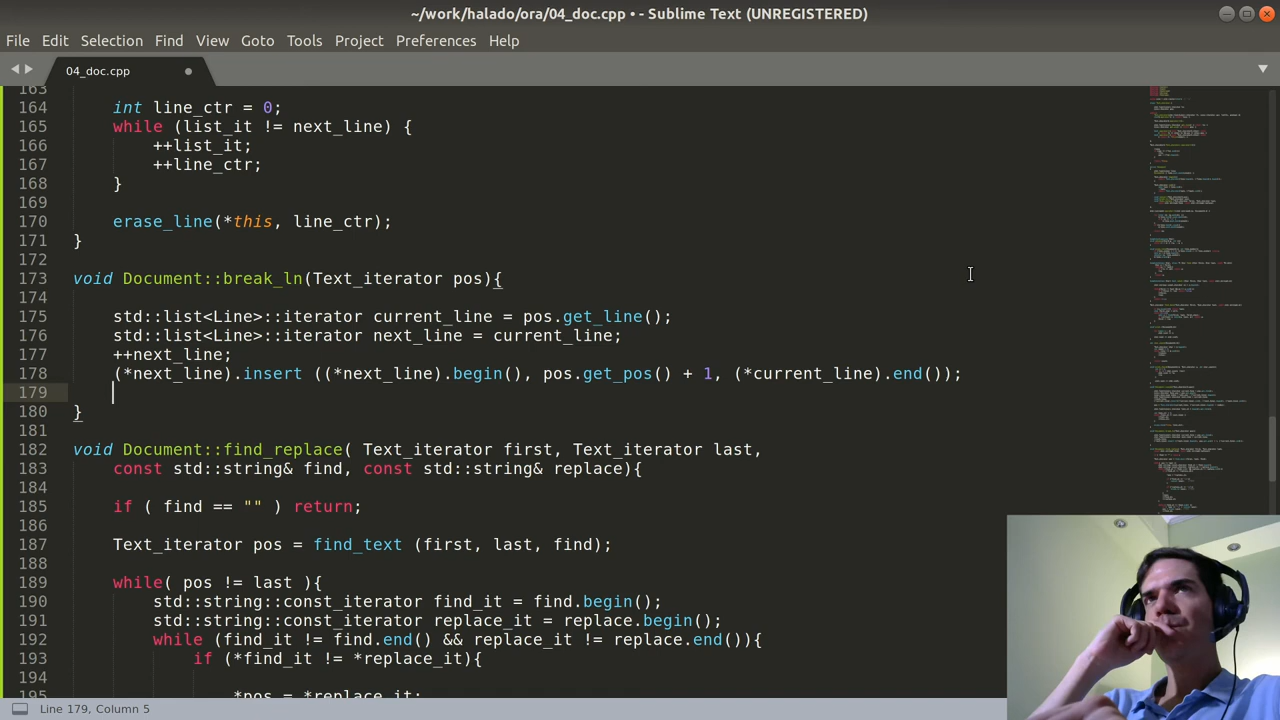 ~/work/halado/ora/04_doc.cpp • - Sublime Text (UNREGISTERED)
File Edit Selection Find View Goto Tools Project Preferences Help
04_doc.cpp
163
164 int line_ctr = 0;
165 while (list_it != next_line) {
166 ++list_it;
167 ++line_ctr;
168 }
169
170 erase_line(*this, line_ctr);
171 }
172
173 void Document::break_ln(Text_iterator pos){
174
175 std::list<Line>::iterator current_line = pos.get_line();
176 std::list<Line>::iterator next_line = current_line;
177 ++next_line;
178 (*next_line).insert ((*next_line).begin(), pos.get_pos() + 1, (*current_line).end());
179
180 }
181
182 void Document::find_replace( Text_iterator first, Text_iterator last,
183 const std::string& find, const std::string& replace){
184
185 if ( find == "" ) return;
186
187 Text_iterator pos = find_text (first, last, find);
188
189 while( pos != last ){
190 std::string::const_iterator find_it = find.begin();
191 std::string::const_iterator replace_it = replace.begin();
192 while (find_it != find.end() && replace_it != replace.end()){
193 if (*find_it != *replace_it){
194
195 *pos = *replace_it;
Line 179, Column 5